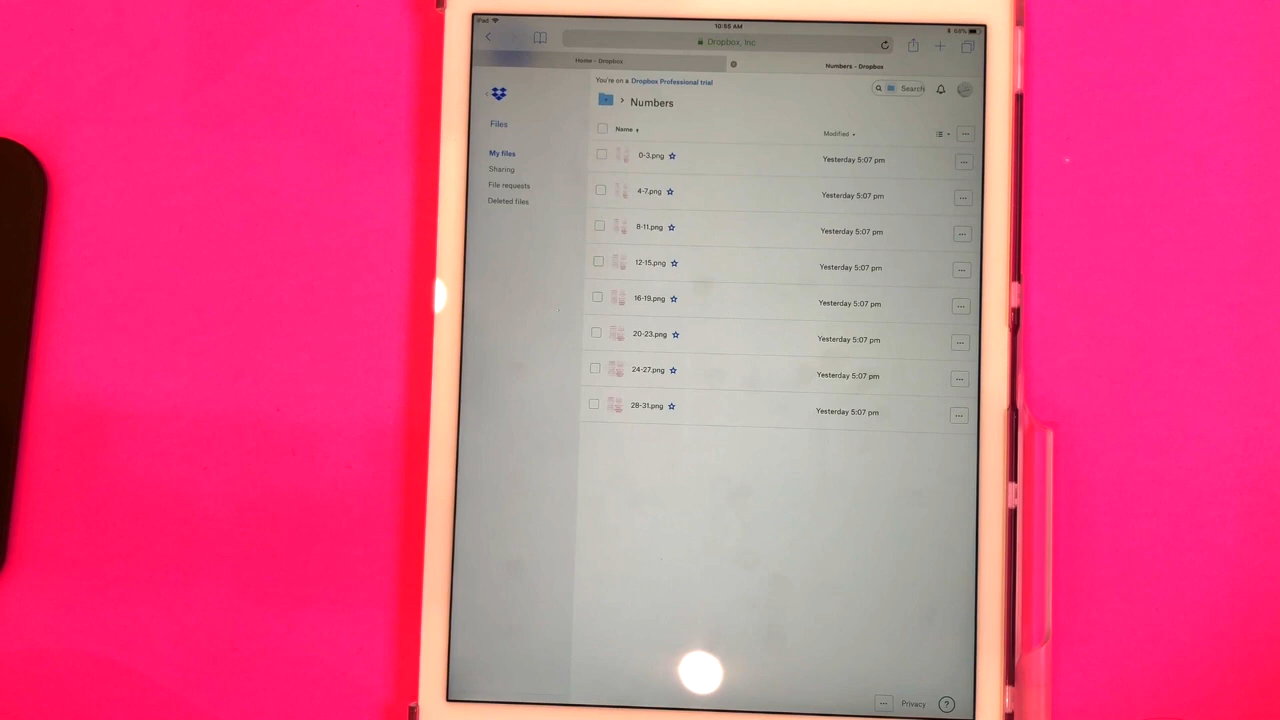 iPad
10:55 AM
68%
Dropbox, Inc
Home - Dropbox
Numbers - Dropbox
You're on a Dropbox Professional trial
Search
> Numbers
Files
Name
Modified
My files
Sharing
File requests
Deleted files
0-3.png
Yesterday 5:07 pm
4-7.png
Yesterday 5:07 pm
8-11.png
Yesterday 5:07 pm
12-15.png
Yesterday 5:07 pm
16-19.png
Yesterday 5:07 pm
20-23.png
Yesterday 5:07 pm
24-27.png
Yesterday 5:07 pm
28-31.png
Yesterday 5:07 pm
Privacy
?